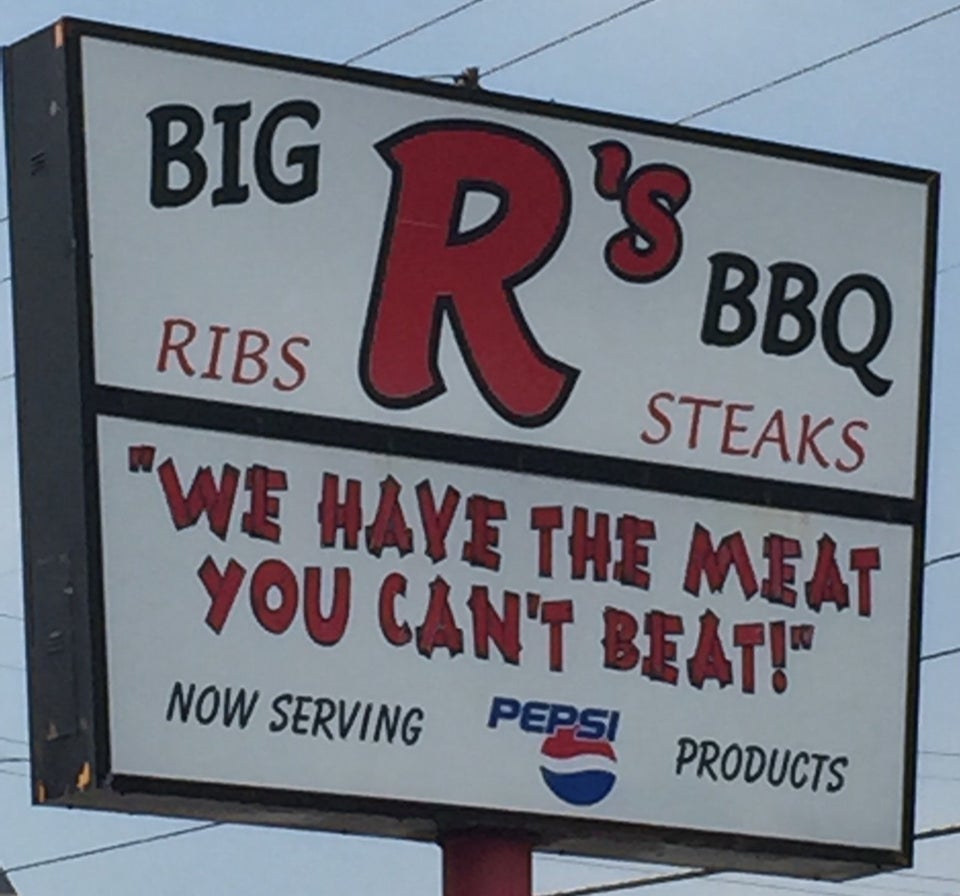 BIG R's BBQ
RIBS STEAKS
"WE HAVE THE MEAT
YOU CAN'T BEAT!"
NOW SERVING PEPSI PRODUCTS